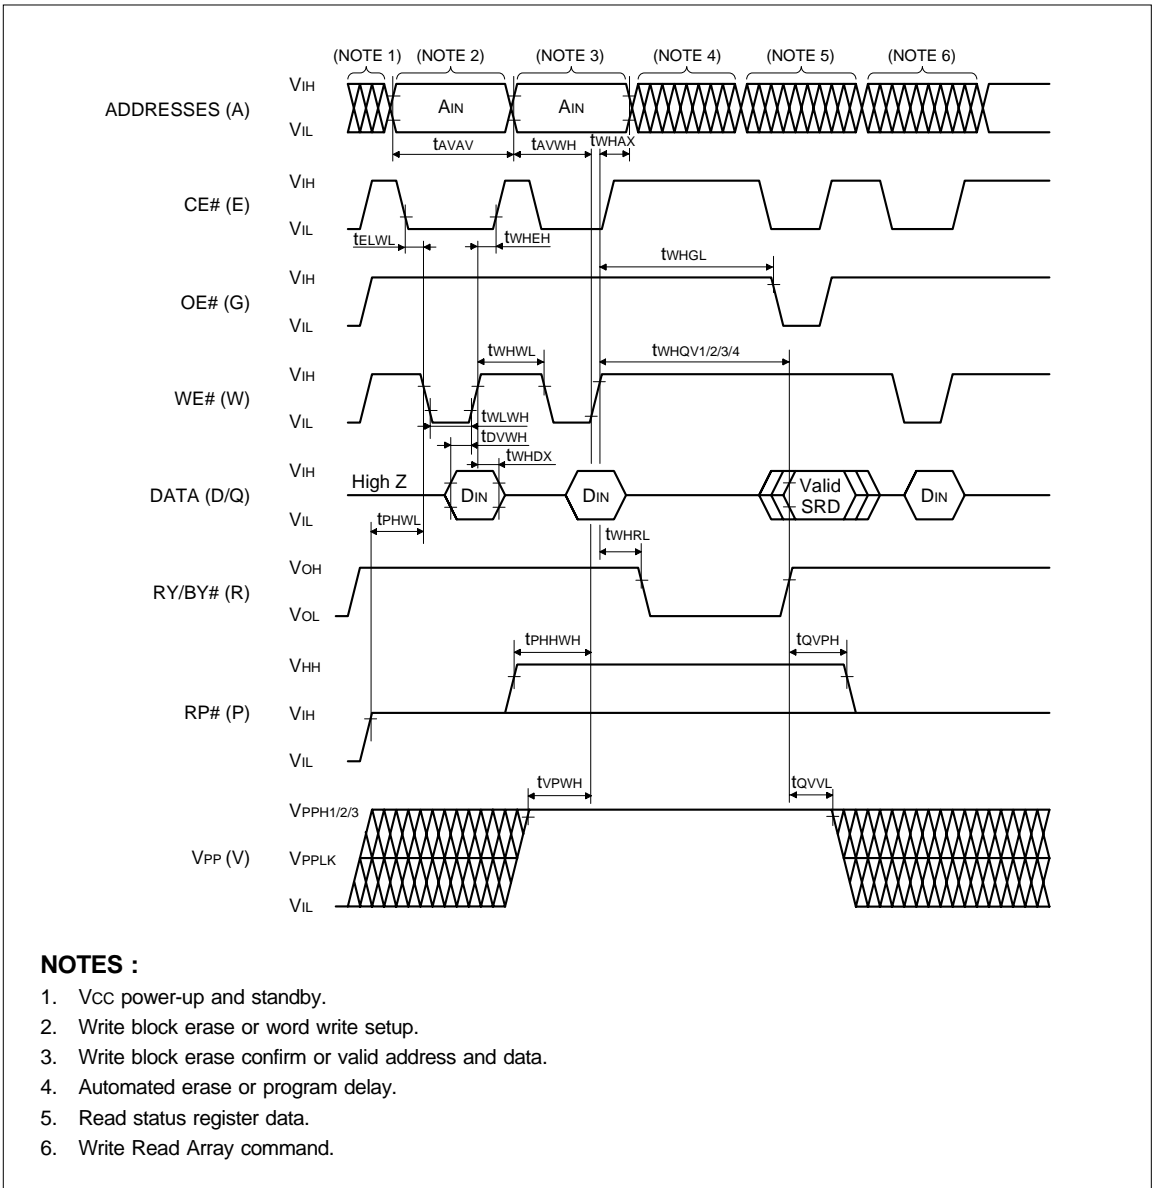 (NOTE 1) (NOTE 2) (NOTE 3) (NOTE 4) (NOTE 5) (NOTE 6)
VIH
ADDRESSES (A)
AIN AIN
VIL
tAVAV tAVWH tWHAX
VIH
CE# (E)
VIL
tELWL tWHEH
tWHGL
VIH
OE# (G)
VIL
tWHWL tWHQV1/2/3/4
VIH
WE# (W)
VIL
tWLWH
tDVWH
tWHDX
VIH
High Z
DATA (D/Q)
DIN DIN Valid SRD DIN
VIL
tPHWL
tWHRL
VOH
RY/BY# (R)
VOL
tPHHWH tQVPH
VHH
RP# (P)
VIH
VIL
tVPWH tQVVL
VPPH1/2/3
VPP (V)
VPPLK
VIL
NOTES :
1. VCC power-up and standby.
2. Write block erase or word write setup.
3. Write block erase confirm or valid address and data.
4. Automated erase or program delay.
5. Read status register data.
6. Write Read Array command.